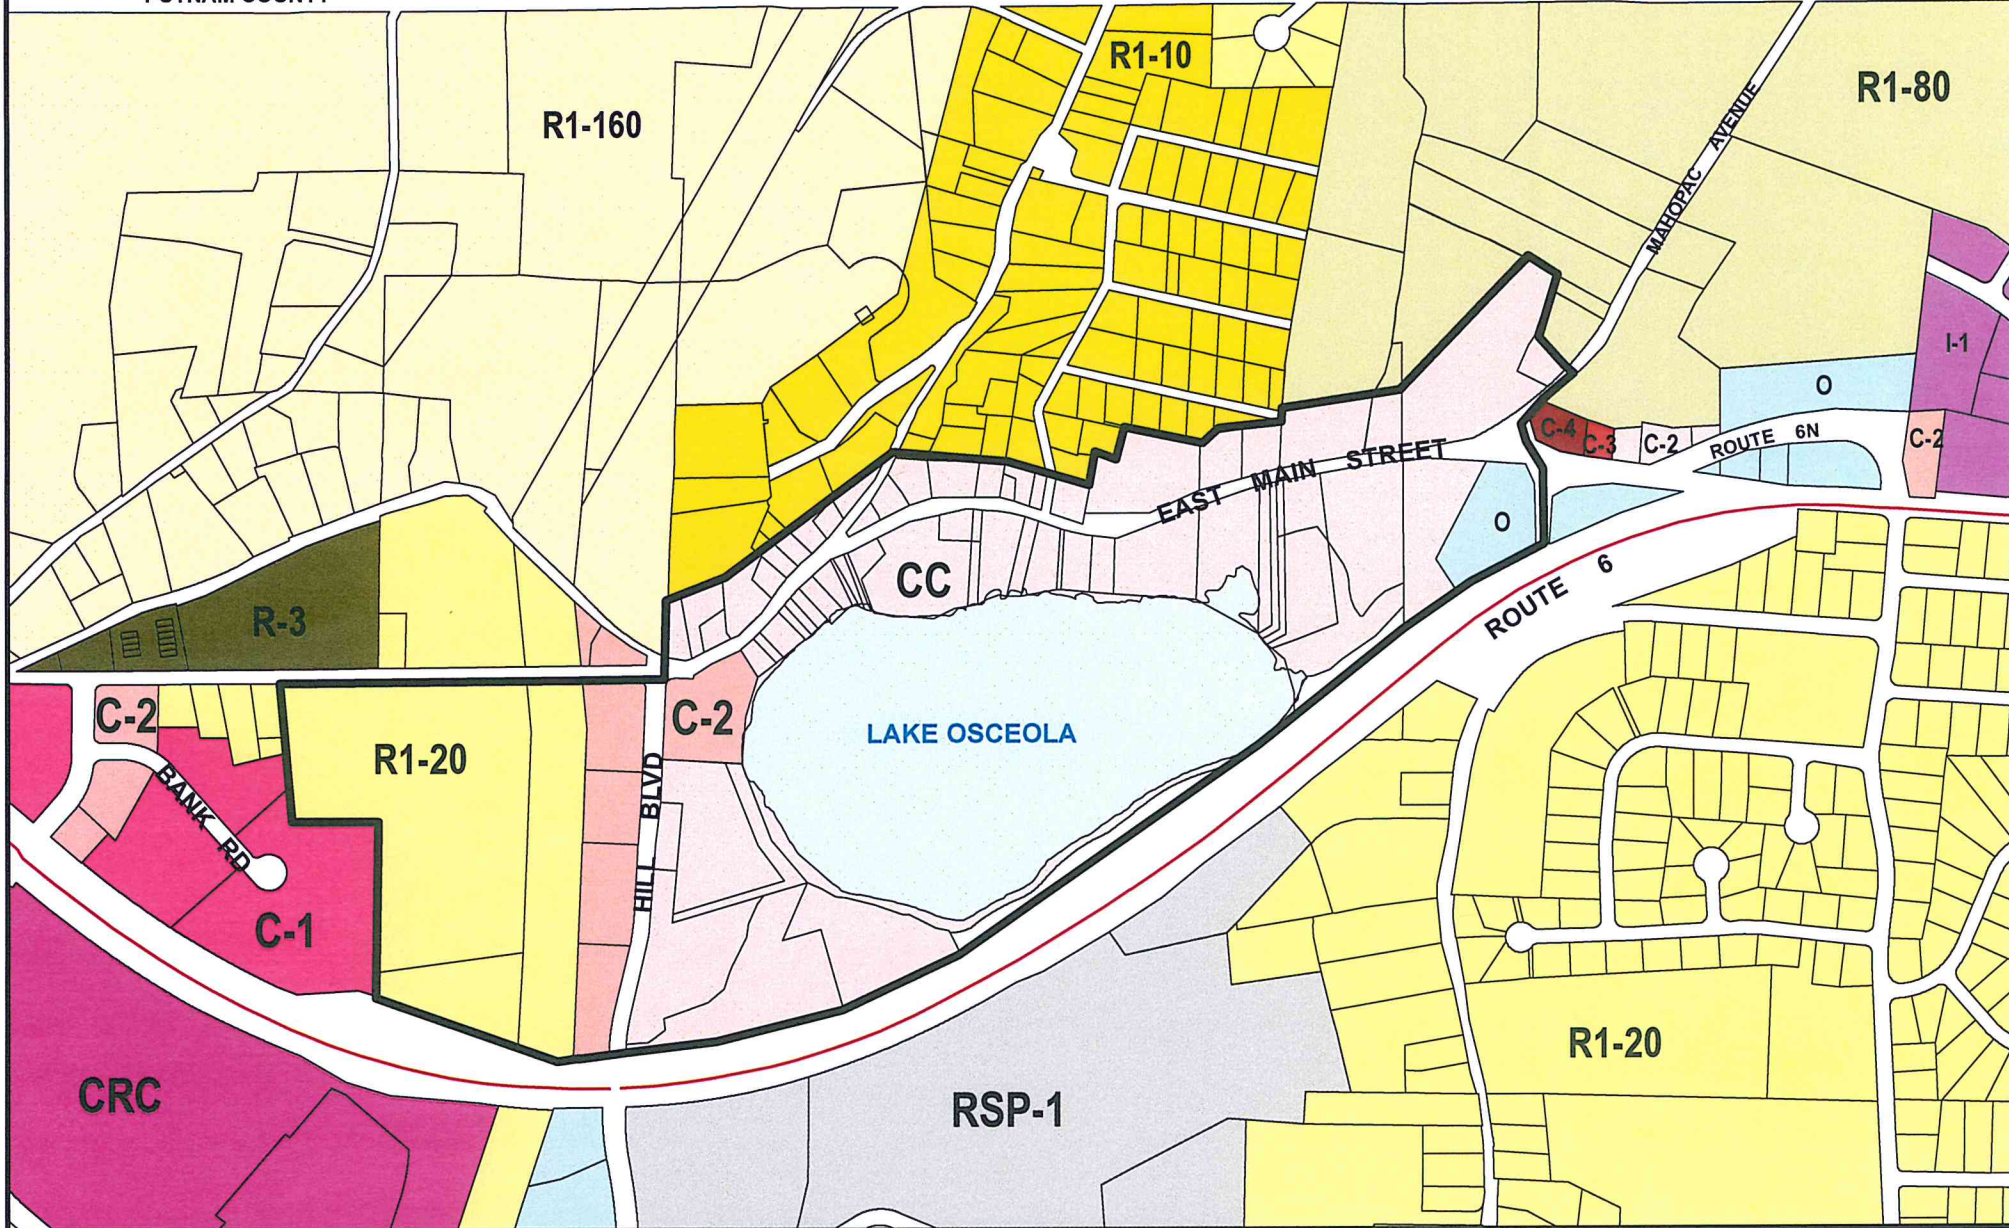 PUTNAM COUNTY
R1-160
R1-10
R1-80
MAHOPAC AVENUE
I-1
O
C-4
C-3
C-2
ROUTE 6N
C-2
EAST MAIN STREET
O
CC
ROUTE 6
R-3
C-2
R1-20
C-2
LAKE OSCEOLA
BANK RD
HILL BLVD
C-1
CRC
RSP-1
R1-20